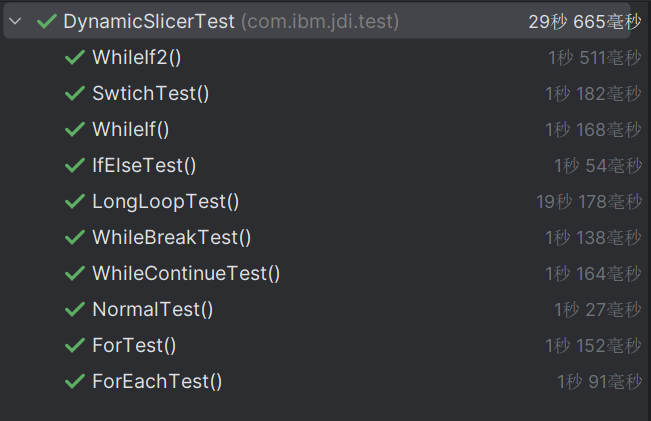 DynamicSlicerTest (com.ibm.jdi.test) 29秒 665毫秒
WhileIf2() 1秒 511毫秒
SwtichTest() 1秒 182毫秒
WhileIf() 1秒 168毫秒
IfElseTest() 1秒 54毫秒
LongLoopTest() 19秒 178毫秒
WhileBreakTest() 1秒 138毫秒
WhileContinueTest() 1秒 164毫秒
NormalTest() 1秒 27毫秒
ForTest() 1秒 152毫秒
ForEachTest() 1秒 91毫秒